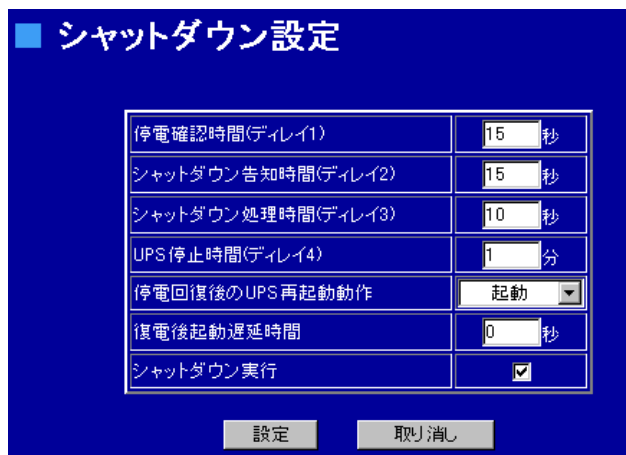 シャットダウン設定
停電確認時間(ディレイ1) 15 秒
シャットダウン告知時間(ディレイ2) 15 秒
シャットダウン処理時間(ディレイ3) 10 秒
UPS停止時間(ディレイ4) 1 分
停電回復後のUPS再起動動作 起動
復電後起動遅延時間 0 秒
シャットダウン実行
設定 取り消し